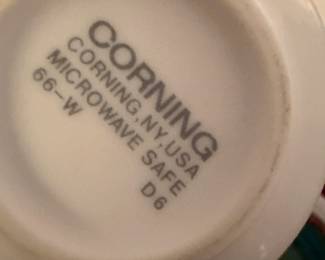 CORNING
CORNING, NY, USA
MICROWAVE SAFE
66-W D6